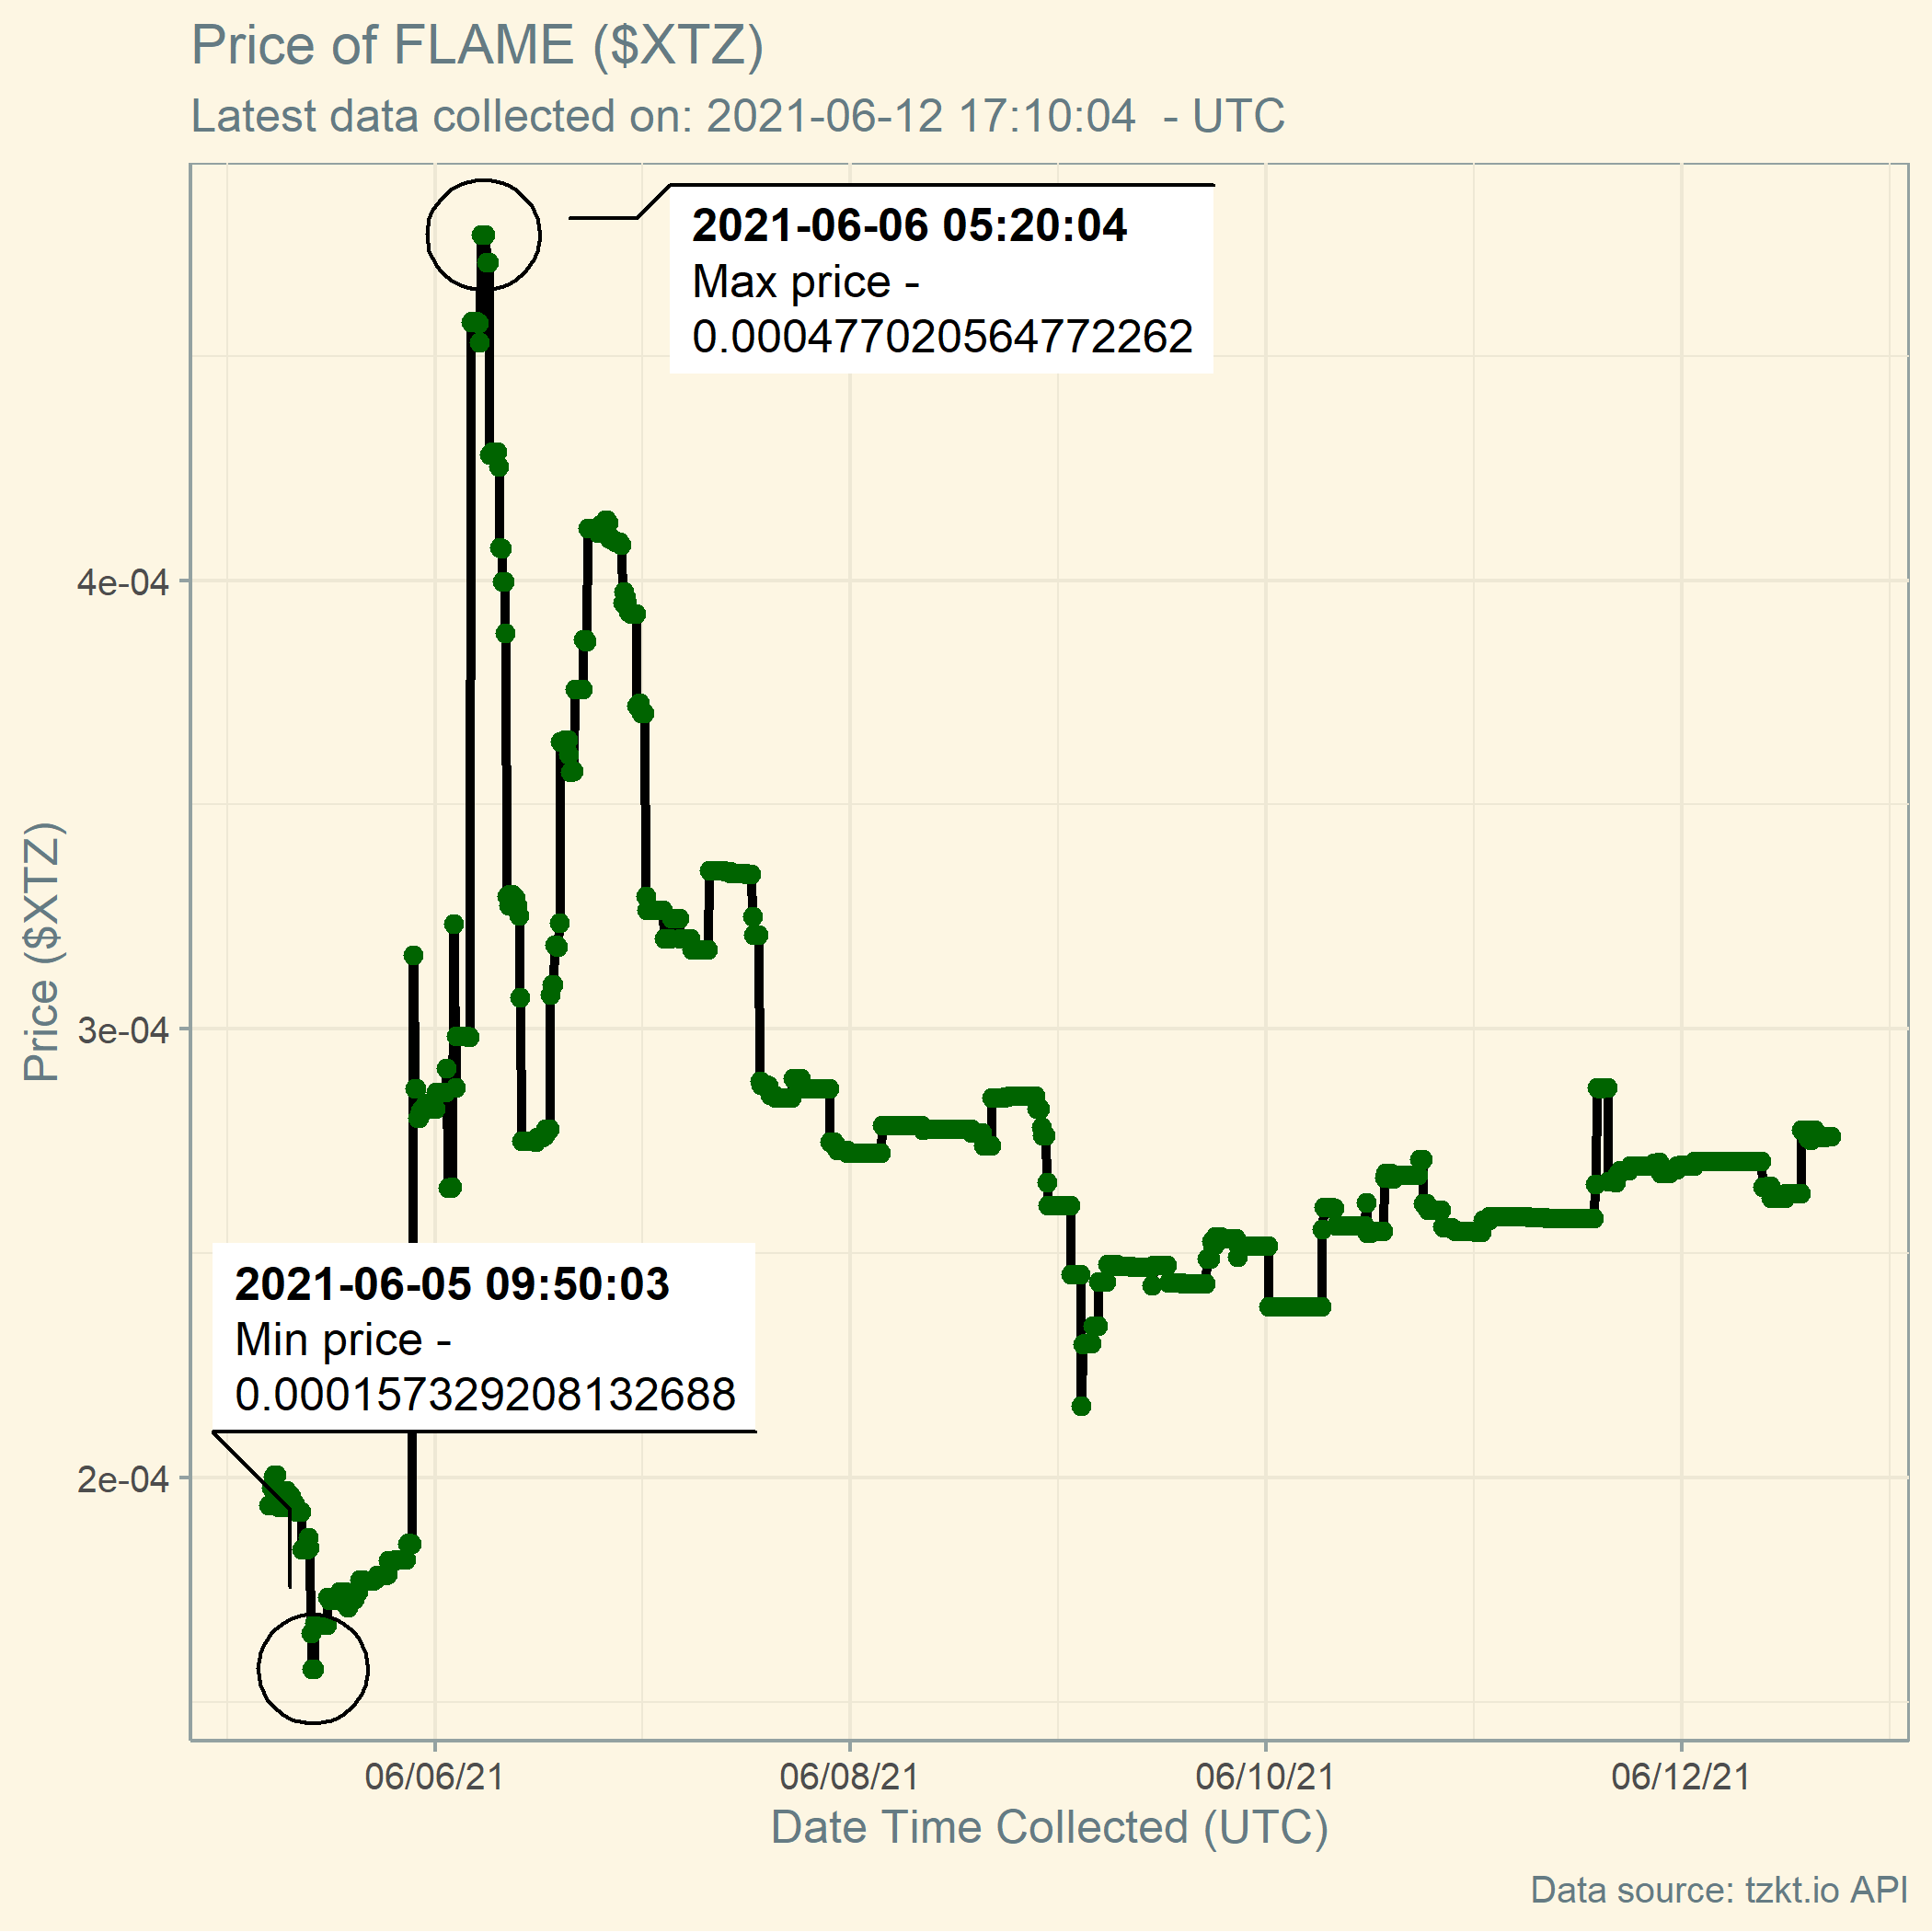 Price of FLAME ($XTZ)
Latest data collected on: 2021-06-12 17:10:04  - UTC
2021-06-06 05:20:04
Max price -
0.000477020564772262
4e-04
3e-04
2e-04
Price ($XTZ)
2021-06-05 09:50:03
Min price -
0.000157329208132688
06/06/21
06/08/21
06/10/21
06/12/21
Date Time Collected (UTC)
Data source: tzkt.io API